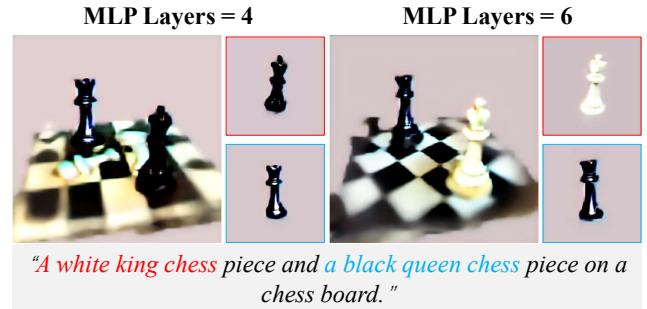 MLP Layers = 4
MLP Layers = 6
“A white king chess piece and a black queen chess piece on a
chess board.”